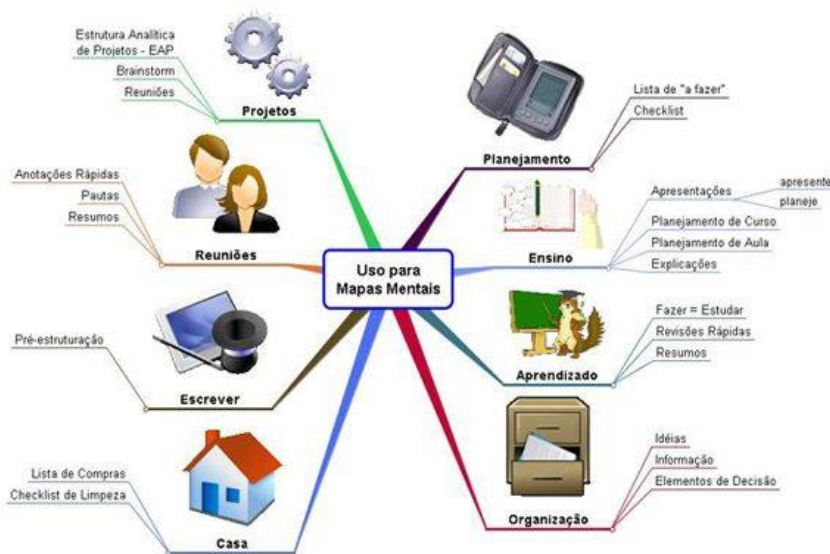 Uso para
Mapas Mentais
Estrutura Analítica
de Projetos - EAP
Brainstorm
Reuniões
Projetos
Anotações Rápidas
Pautas
Resumos
Reuniões
Pré-estruturação
Escrever
Lista de Compras
Checklist de Limpeza
Casa
Lista de "a fazer"
Checklist
Planejamento
Apresentações
apresente
planeje
Planejamento de Curso
Planejamento de Aula
Explicações
Ensino
Fazer = Estudar
Revisões Rápidas
Resumos
Aprendizado
Idéias
Informação
Elementos de Decisão
Organização